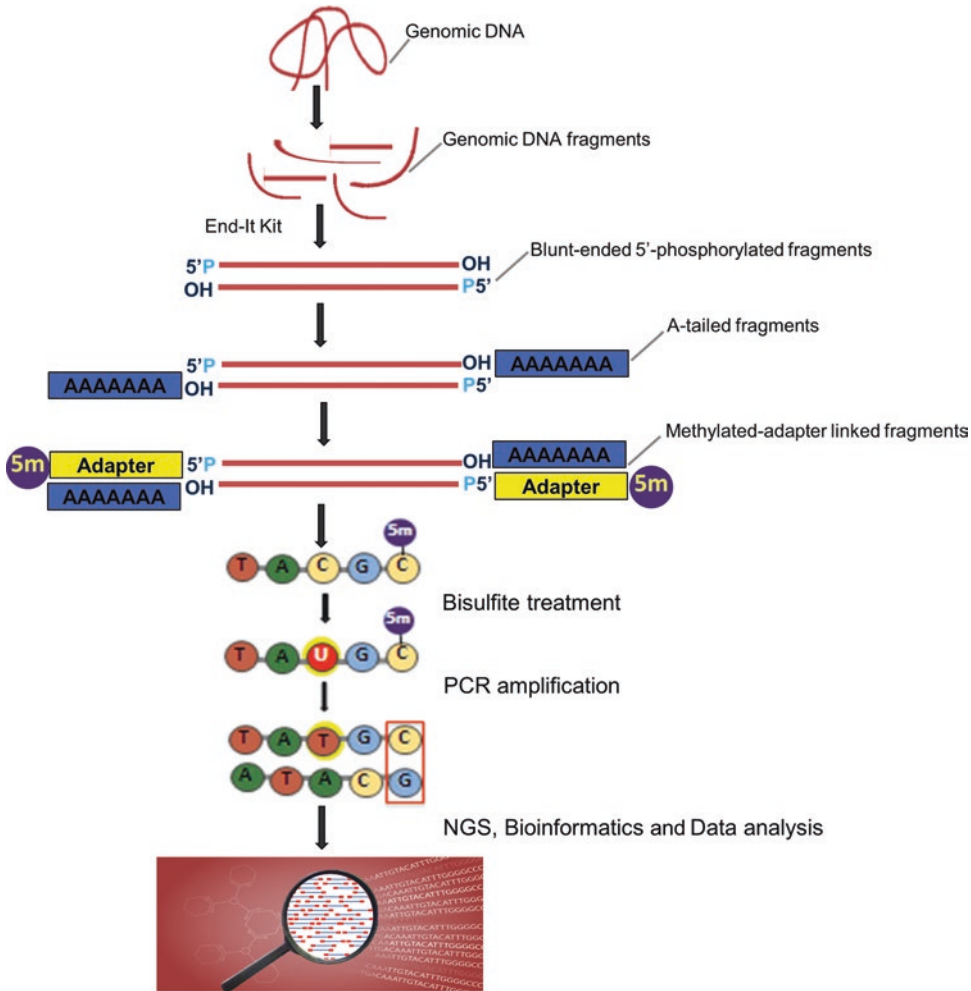 Genomic DNA
Genomic DNA fragments
End-It Kit
5'P OH
Blunt-ended 5'-phosphorylated fragments
OH P5'
A-tailed fragments
5'P OH AAAAAAA
AAAAAAA OH P5'
Methylated-adapter linked fragments
5m Adapter 5'P OH AAAAAAA
AAAAAAA OH P5' Adapter 5m
5m
T A C G C
Bisulfite treatment
5m
T A U G C
PCR amplification
T A T G C
A T A C G
NGS, Bioinformatics and Data analysis